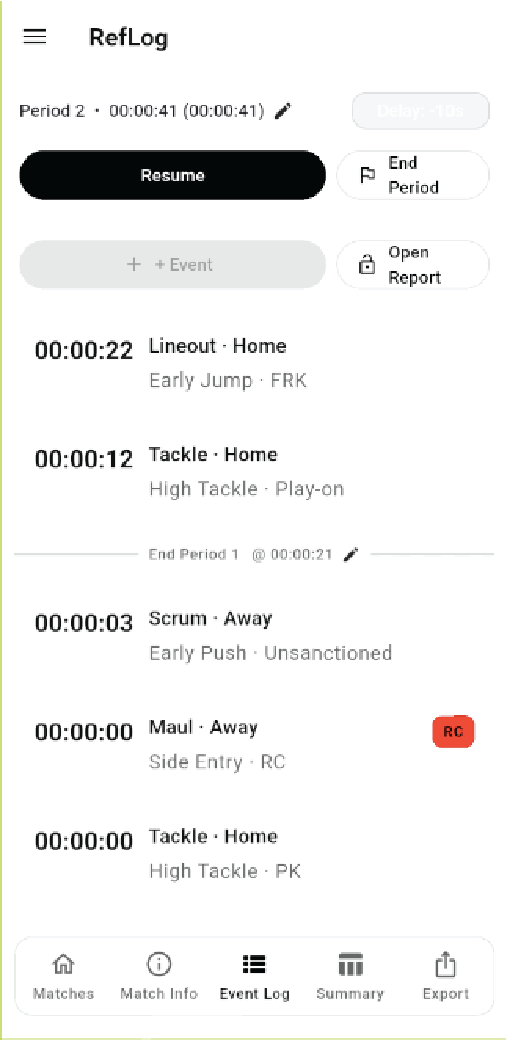 RefLog
Period 2 • 00:00:41 (00:00:41)
Delay: -10s
Resume
End
Period
+ Event
Open
Report
00:00:22
Lineout · Home
Early Jump · FRK
00:00:12
Tackle · Home
High Tackle · Play-on
End Period 1 @ 00:00:21
00:00:03
Scrum · Away
Early Push · Unsanctioned
00:00:00
Maul · Away
RC
Side Entry · RC
00:00:00
Tackle · Home
High Tackle · PK
Matches
Match Info
Event Log
Summary
Export